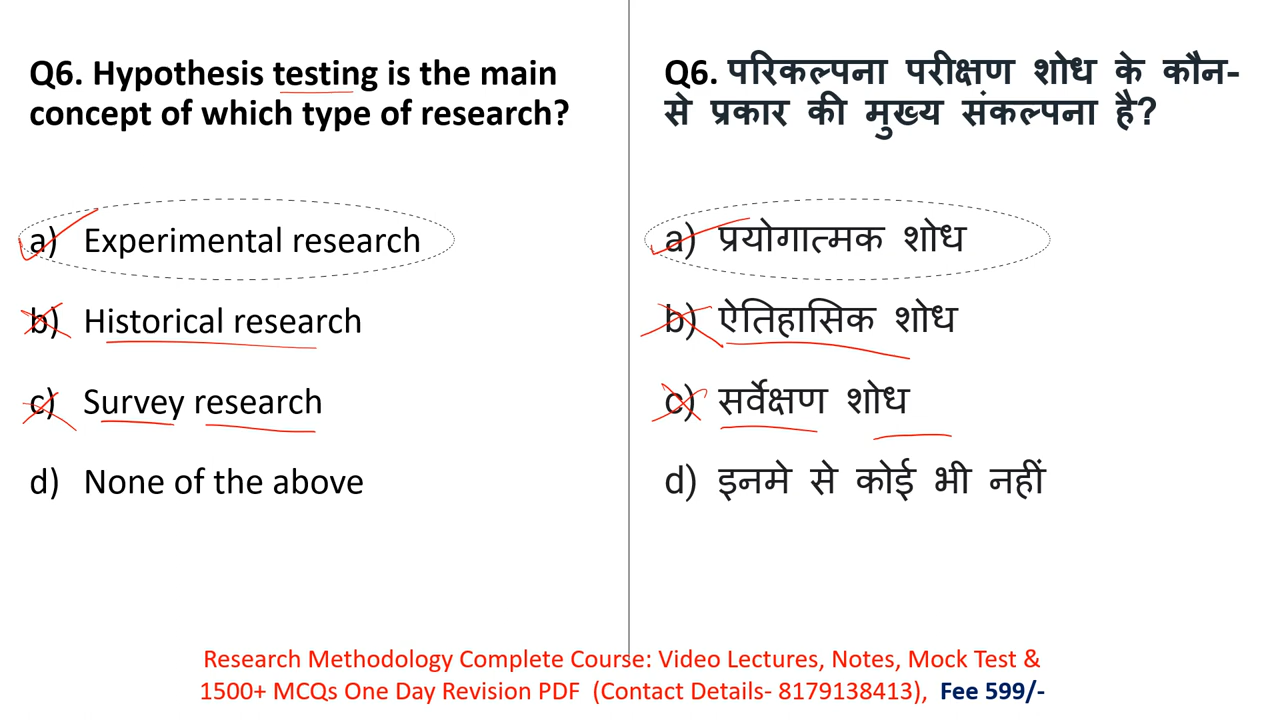 Q6. Hypothesis testing is the main
concept of which type of research?
a) Experimental research
b) Historical research
c) Survey research
d) None of the above
Q6. परिकल्पना परीक्षण शोध के कौन-
से प्रकार की मुख्य संकल्पना है?
a) प्रयोगात्मक शोध
b) ऐतिहासिक शोध
c) सर्वेक्षण शोध
d) इनमे से कोई भी नहीं
Research Methodology Complete Course: Video Lectures, Notes, Mock Test &
1500+ MCQs One Day Revision PDF (Contact Details- 8179138413), Fee 599/-